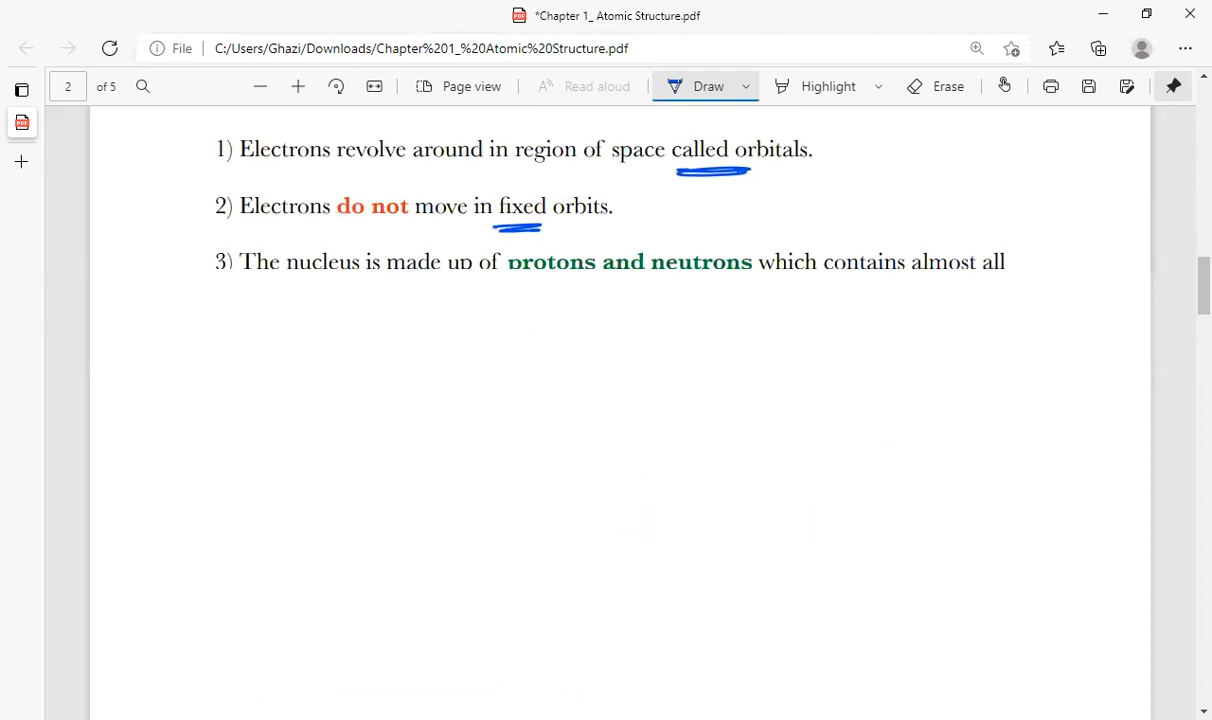 *Chapter 1_ Atomic Structure.pdf
File C:/Users/Ghazi/Downloads/Chapter%201_%20Atomic%20Structure.pdf
2 of 5 Page view Read aloud Draw Highlight Erase
1) Electrons revolve around in region of space called orbitals.
2) Electrons do not move in fixed orbits.
3) The nucleus is made up of protons and neutrons which contains almost all